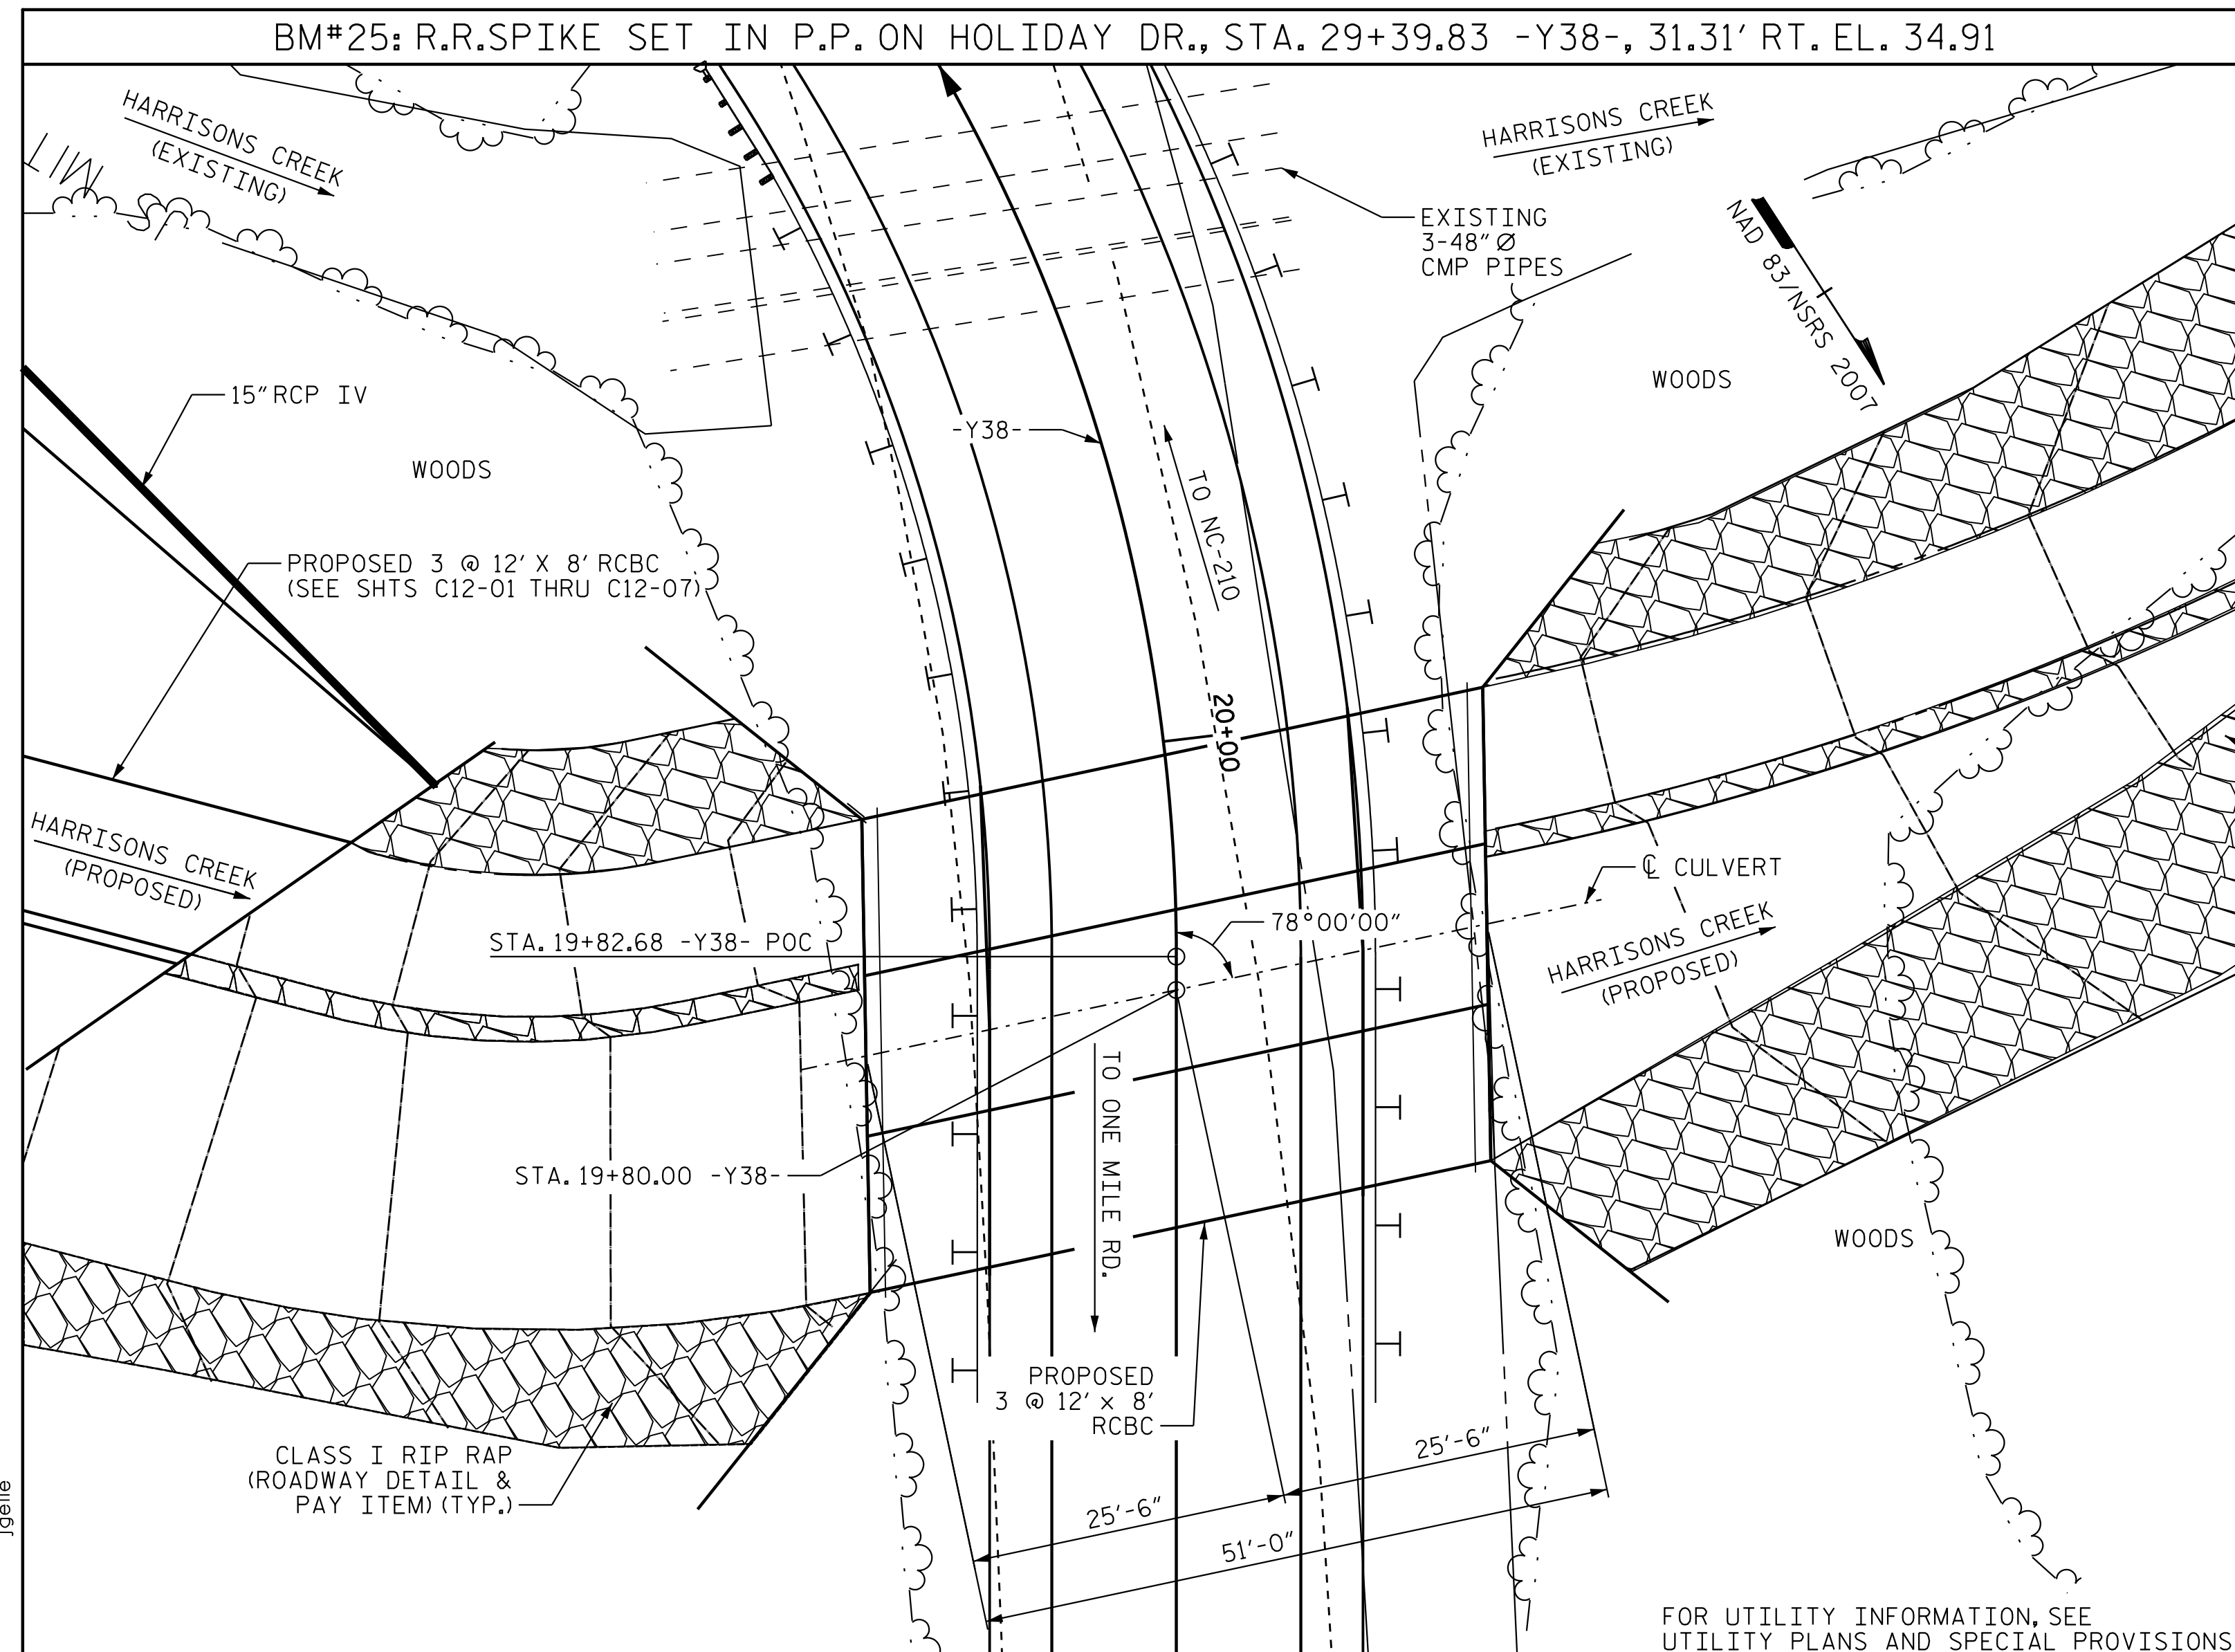 BM#25: R.R.SPIKE SET IN P.P. ON HOLIDAY DR., STA. 29+39.83 -Y38-, 31.31' RT. EL. 34.91
HARRISONS CREEK
(EXISTING)
HARRISONS CREEK
(EXISTING)
EXISTING
3-48"Ø
CMP PIPES
NAD 83/NSRS 2007
WOODS
15"RCP IV
-Y38-
WOODS
TO NC-210
PROPOSED 3 @ 12' X 8' RCBC
(SEE SHTS C12-01 THRU C12-07)
20+00
HARRISONS CREEK
(PROPOSED)
℄ CULVERT
78°00'00"
STA. 19+82.68 -Y38- POC
HARRISONS CREEK
(PROPOSED)
TO ONE MILE RD.
STA. 19+80.00 -Y38-
WOODS
PROPOSED
3 @ 12' × 8'
RCBC
25'-6"
CLASS I RIP RAP
(ROADWAY DETAIL &
PAY ITEM) (TYP.)
25'-6"
51'-0"
jgelle
FOR UTILITY INFORMATION, SEE
UTILITY PLANS AND SPECIAL PROVISIONS